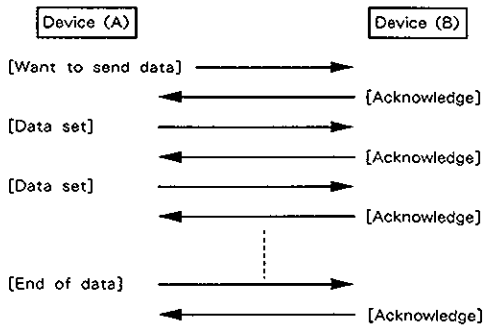 Device (A)
Device (B)
[Want to send data]
[Acknowledge]
[Data set]
[Acknowledge]
[Data set]
[Acknowledge]
[End of data]
[Acknowledge]